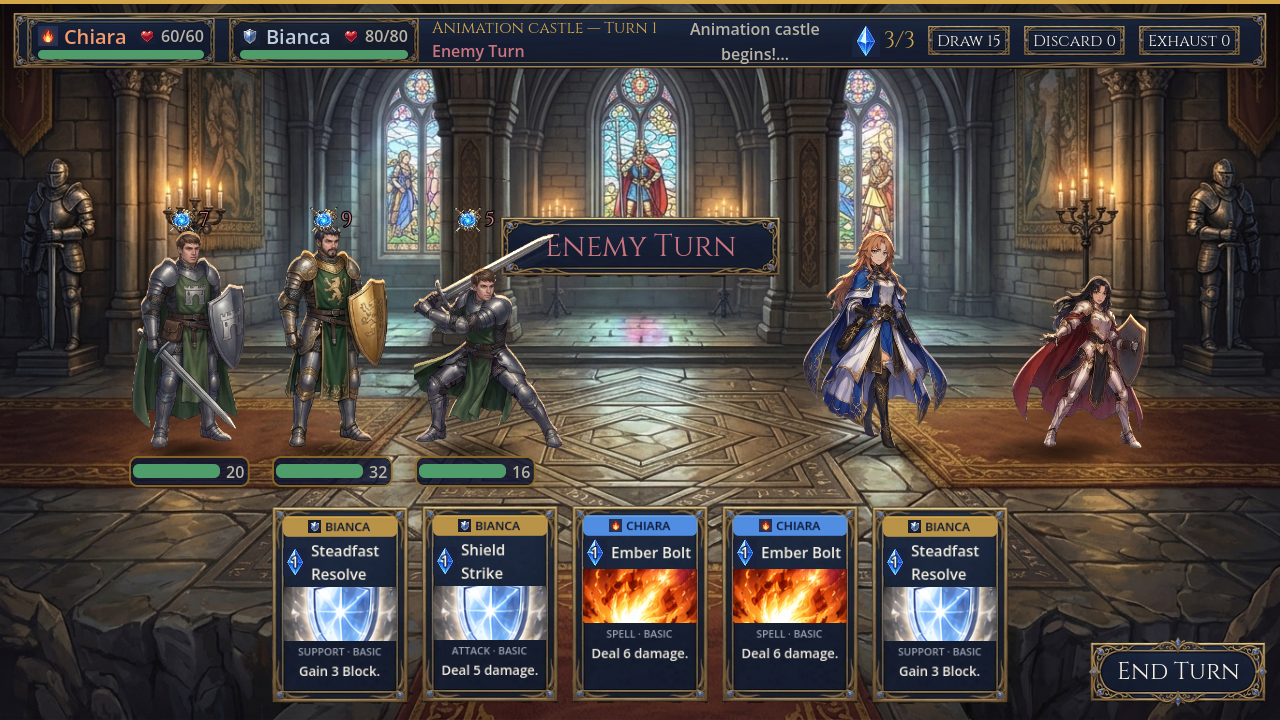 Chiara 60/60
Bianca 80/80
Animation castle — Turn 1
Enemy Turn
Animation castle
begins!...
3/3
Draw 15
Discard 0
Exhaust 0
7
9
5
Enemy Turn
20
32
16
BIANCA
1
Steadfast
Resolve
SUPPORT · BASIC
Gain 3 Block.
BIANCA
1
Shield
Strike
ATTACK · BASIC
Deal 5 damage.
CHIARA
1
Ember Bolt
SPELL · BASIC
Deal 6 damage.
CHIARA
1
Ember Bolt
SPELL · BASIC
Deal 6 damage.
BIANCA
1
Steadfast
Resolve
SUPPORT · BASIC
Gain 3 Block.
End Turn